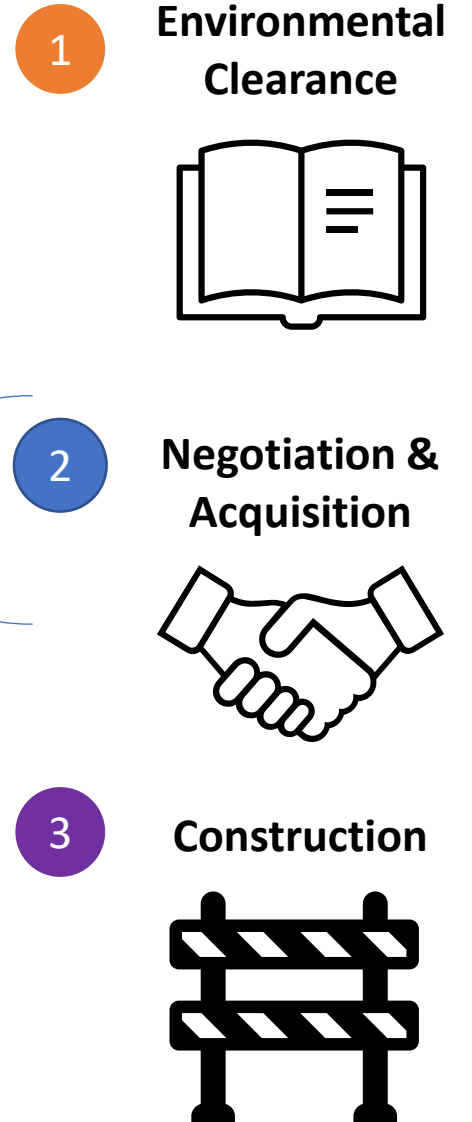 1
Environmental
Clearance
2
Negotiation &
Acquisition
3
Construction